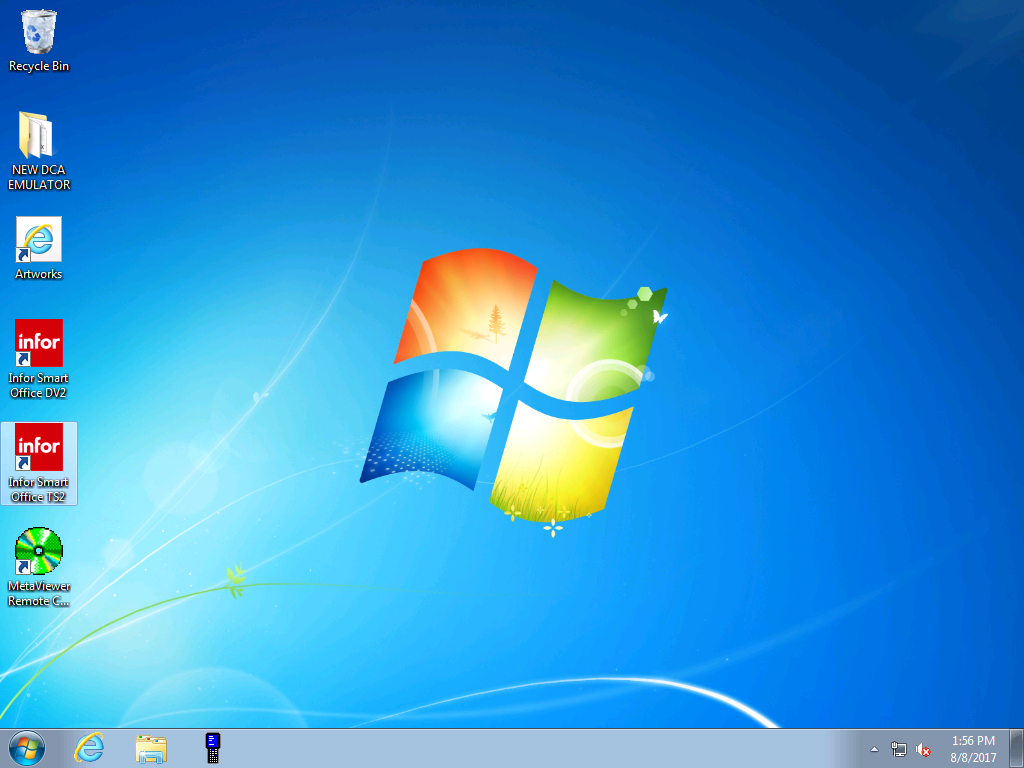 Recycle Bin
NEW DCA
EMULATOR
Artworks
infor
Infor Smart
Office DV2
infor
Infor Smart
Office TS2
MetaViewer
Remote C...
1:56 PM
8/8/2017